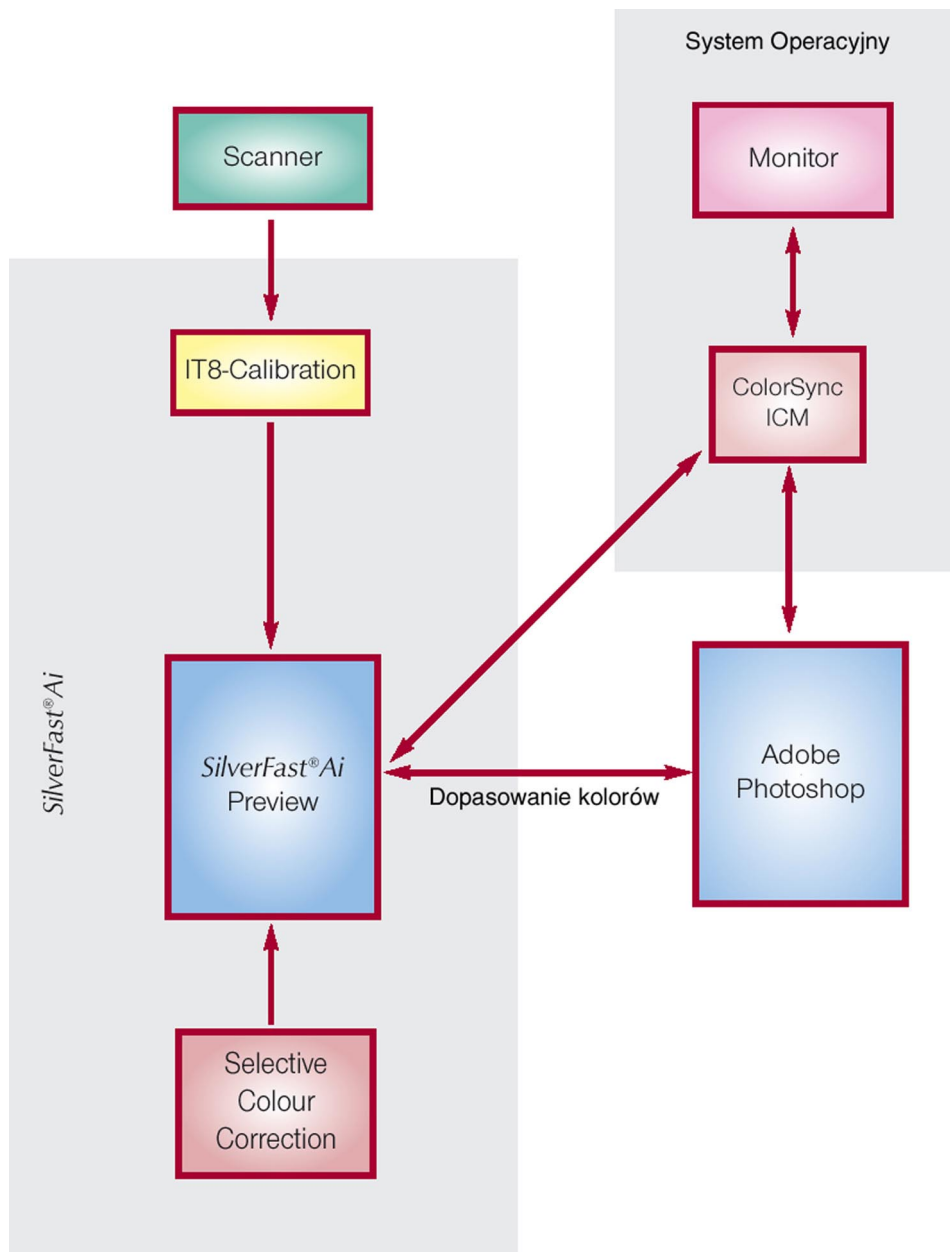 System Operacyjny
Scanner
Monitor
IT8-Calibration
ColorSync
ICM
SilverFast®Ai
SilverFast®Ai
Preview
Adobe
Photoshop
Dopasowanie kolorów
Selective
Colour
Correction